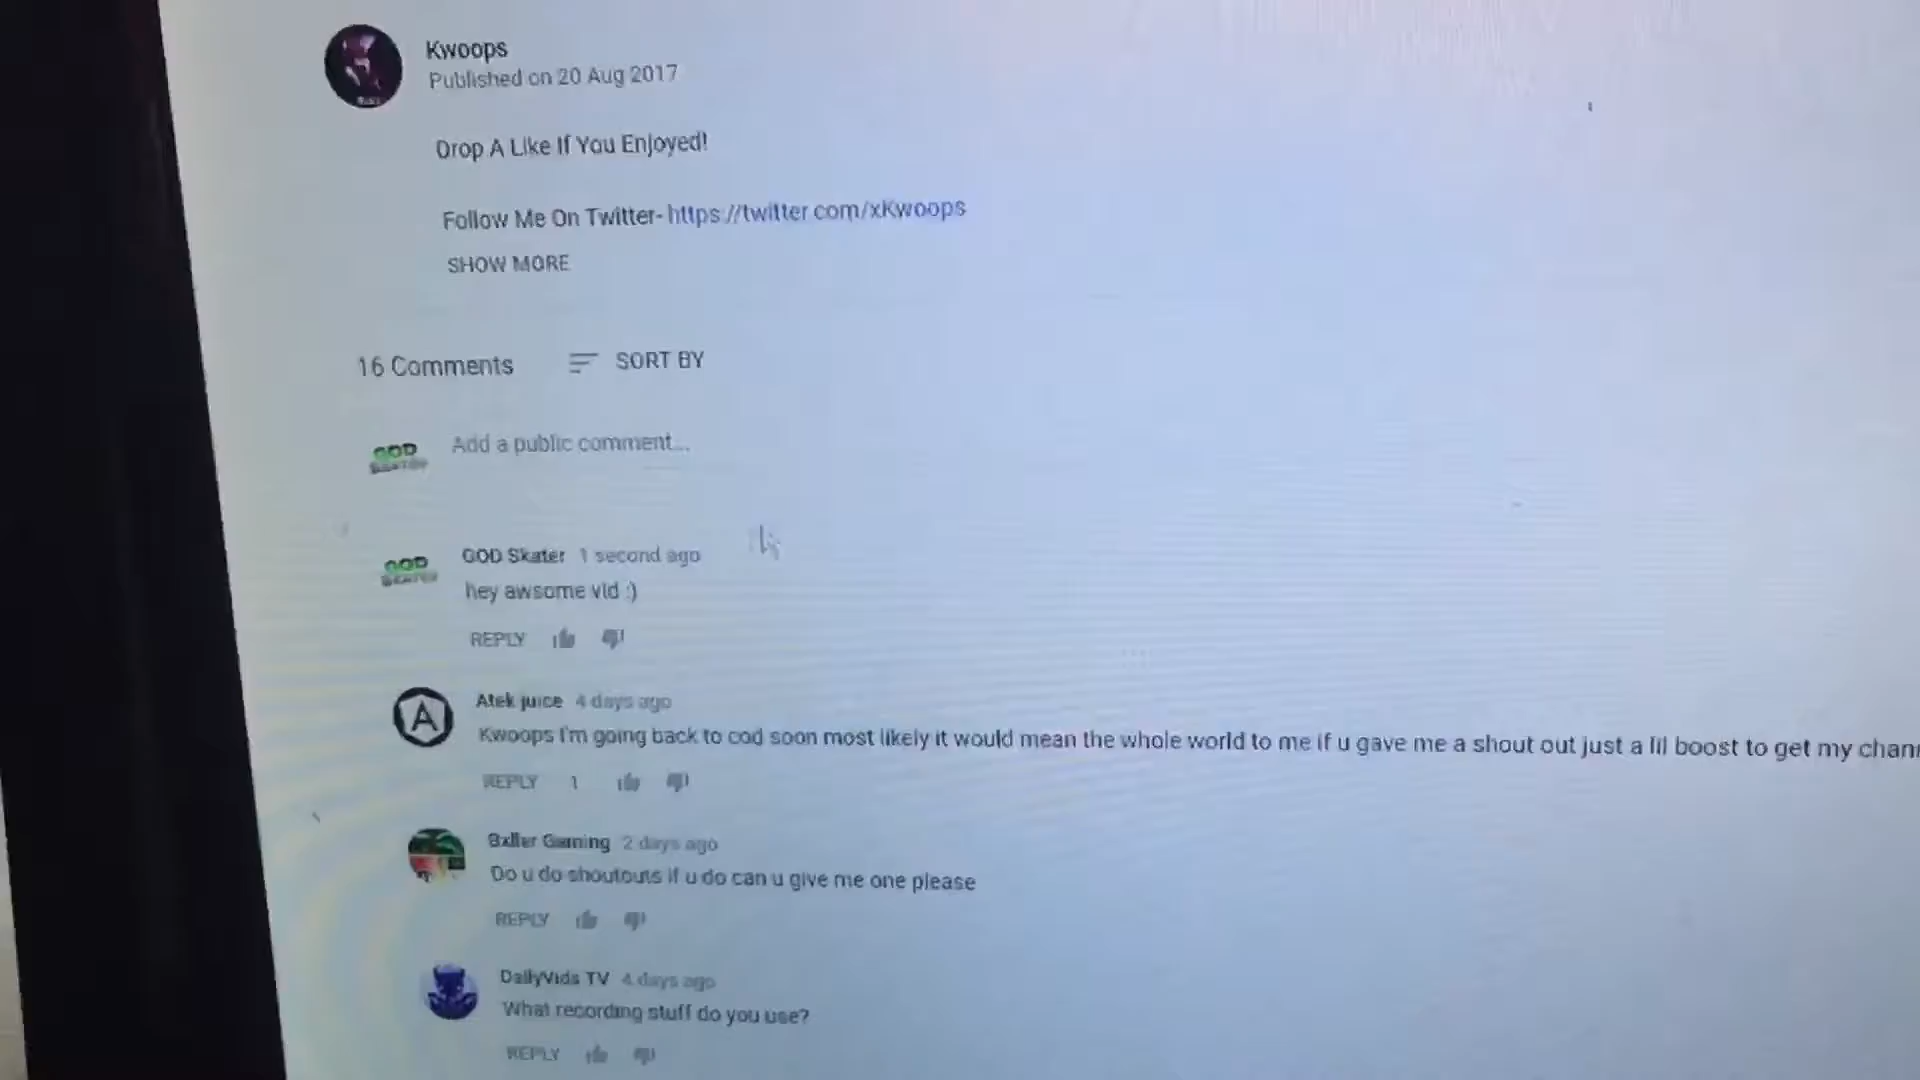 Kwoops
Published on 20 Aug 2017
Drop A Like If You Enjoyed!
Follow Me On Twitter- https://twitter.com/xKwoops
SHOW MORE
16 Comments SORT BY
GOD
SKATER
Add a public comment...
GOD
SKATER
GOD Skater 1 second ago
hey awsome vid :)
REPLY
A
Atek juice 4 days ago
Kwoops I'm going back to cod soon most likely it would mean the whole world to me if u gave me a shout out just a lil boost to get my chan
REPLY 1
Bxller Gaming 2 days ago
Do u do shoutouts if u do can u give me one please
REPLY
DailyVids TV 4 days ago
What recording stuff do you use?
REPLY